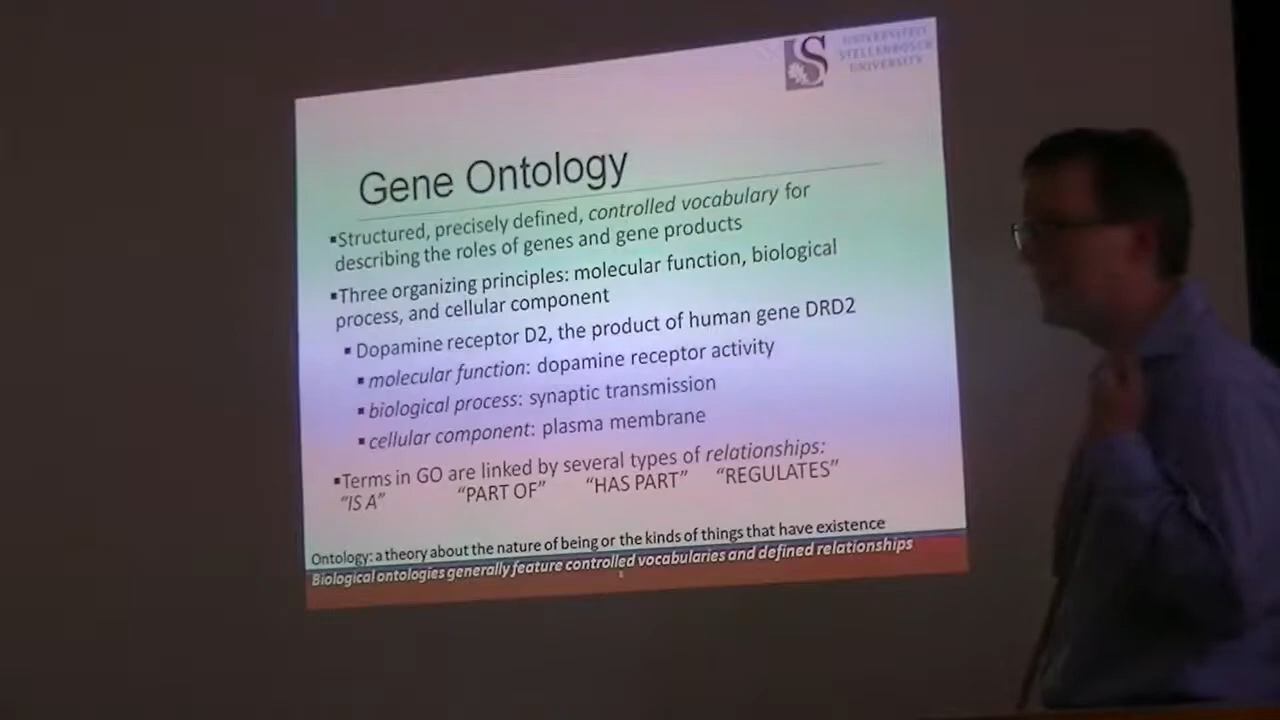 UNIVERSITEIT
STELLENBOSCH
UNIVERSITY
Gene Ontology
▪Structured, precisely defined, controlled vocabulary for
describing the roles of genes and gene products
▪Three organizing principles: molecular function, biological
process, and cellular component
▪ Dopamine receptor D2, the product of human gene DRD2
▪ molecular function: dopamine receptor activity
▪ biological process: synaptic transmission
▪ cellular component: plasma membrane
▪Terms in GO are linked by several types of relationships:
“IS A” “PART OF” “HAS PART” “REGULATES”
Ontology: a theory about the nature of being or the kinds of things that have existence
Biological ontologies generally feature controlled vocabularies and defined relationships